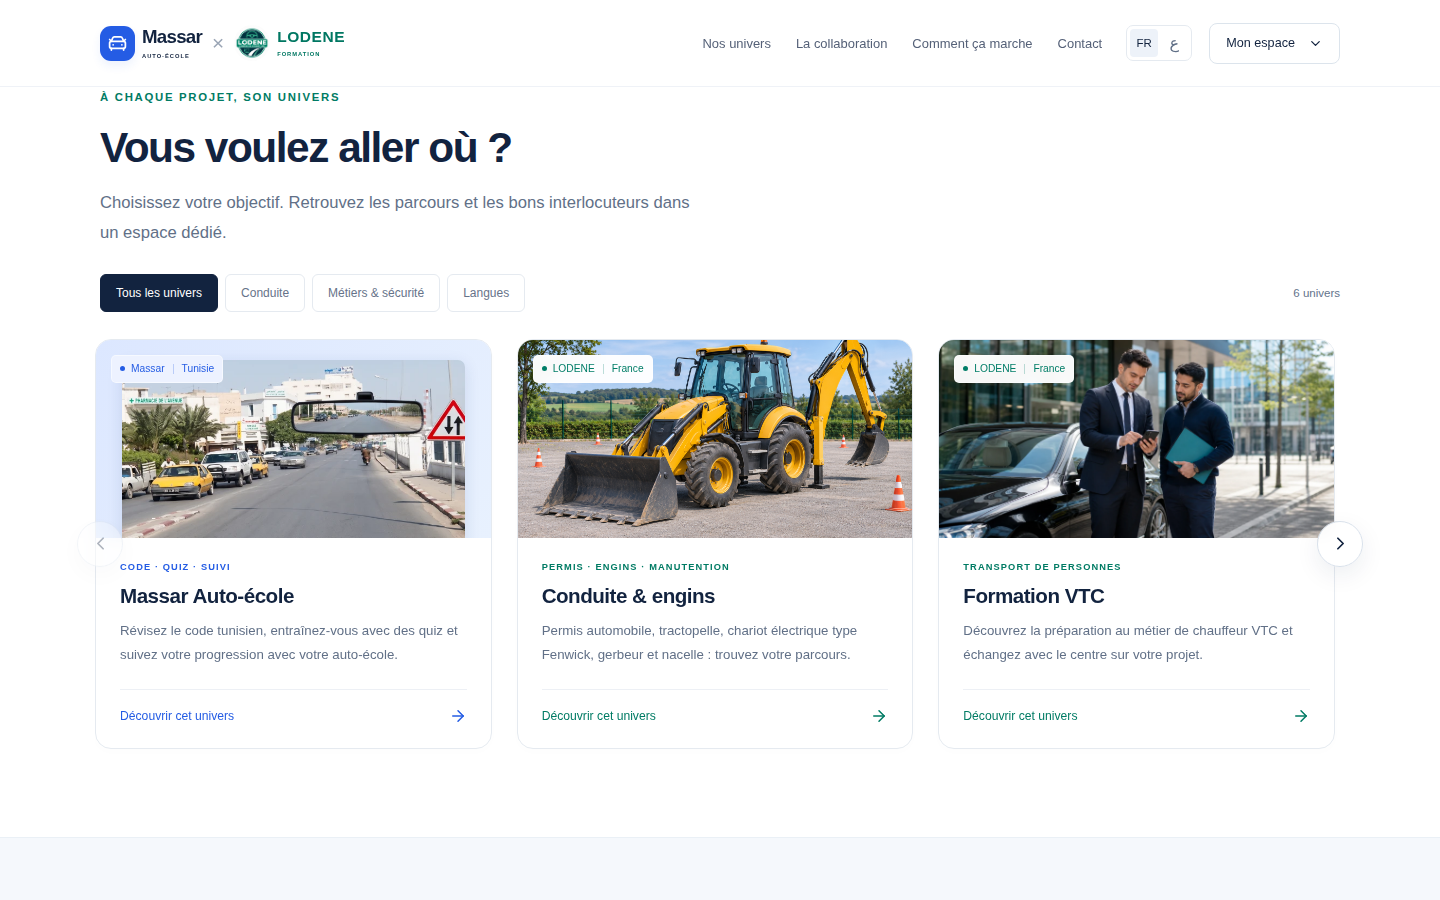 Massar
AUTO-ÉCOLE
×
LODENE
LODENE
FORMATION
Nos univers
La collaboration
Comment ça marche
Contact
FR
ع
Mon espace
À CHAQUE PROJET, SON UNIVERS
Vous voulez aller où ?
Choisissez votre objectif. Retrouvez les parcours et les bons interlocuteurs dans
un espace dédié.
Tous les univers
Conduite
Métiers & sécurité
Langues
6 univers
Massar | Tunisie
PHARMACIE DE L'AVENUE
CODE · QUIZ · SUIVI
Massar Auto-école
Révisez le code tunisien, entraînez-vous avec des quiz et
suivez votre progression avec votre auto-école.
Découvrir cet univers
LODENE | France
PERMIS · ENGINS · MANUTENTION
Conduite & engins
Permis automobile, tractopelle, chariot électrique type
Fenwick, gerbeur et nacelle : trouvez votre parcours.
Découvrir cet univers
LODENE | France
TRANSPORT DE PERSONNES
Formation VTC
Découvrez la préparation au métier de chauffeur VTC et
échangez avec le centre sur votre projet.
Découvrir cet univers